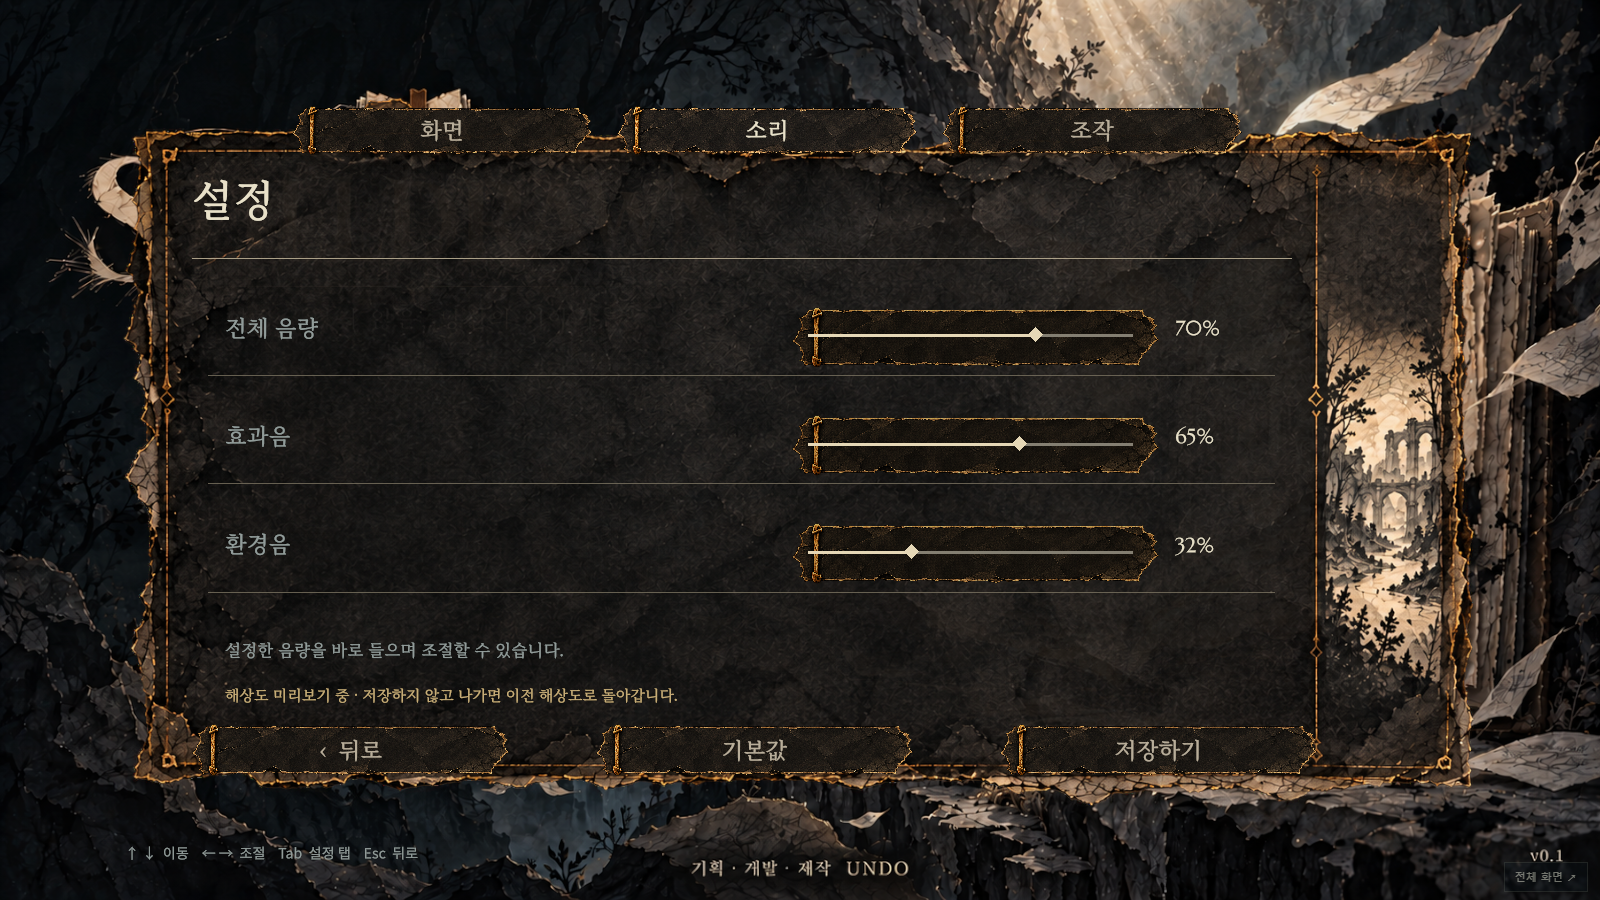 화면
소리
조작
설정
전체 음량 70%
효과음 65%
환경음 32%
설정한 음량을 바로 들으며 조절할 수 있습니다.
해상도 미리보기 중 · 저장하지 않고 나가면 이전 해상도로 돌아갑니다.
‹ 뒤로
기본값
저장하기
↑ ↓ 이동 ←→ 조절 Tab 설정 탭 Esc 뒤로
기획 · 개발 · 제작 UNDO
v0.1
전체 화면 ↗